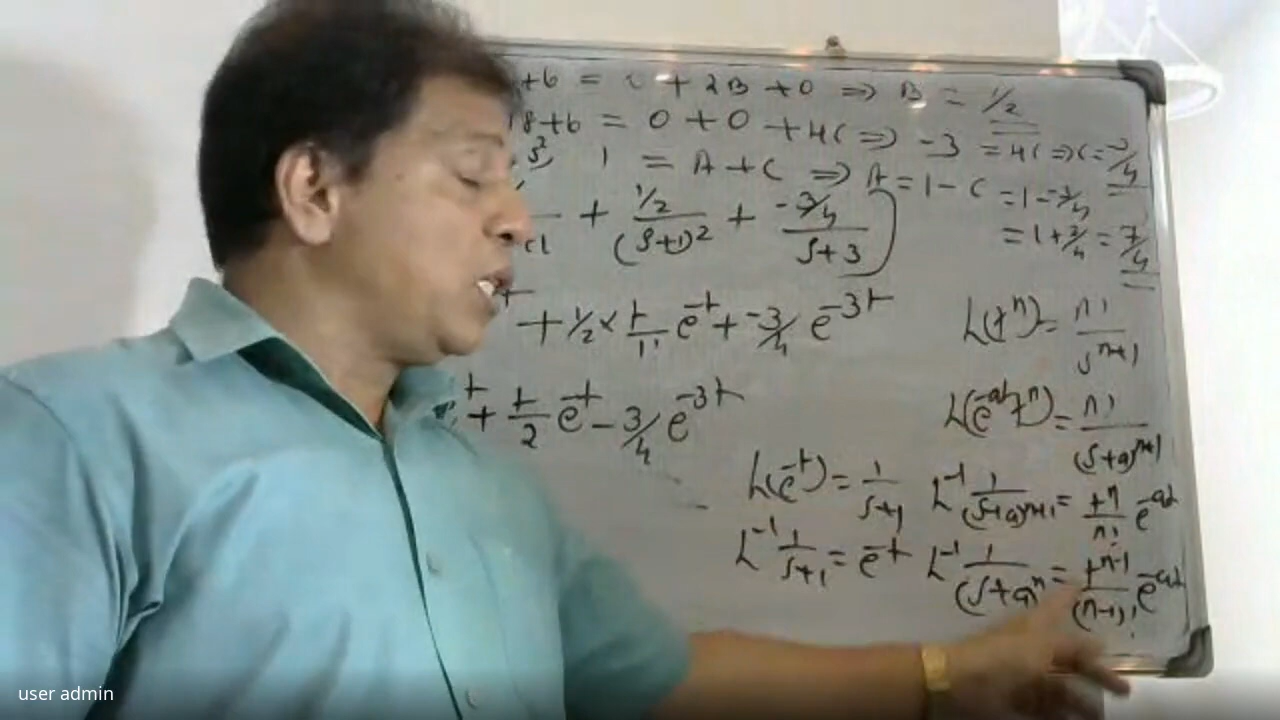 +6 = 0 + 2B + 0 ⇒ B = 1/2
18+6 = 0 + 0 + 4C ⇒ -3 = 4C ⇒ C = -3/4
s², 1 = A + C ⇒ A = 1 - C = 1 - -3/4
= 1 + 3/4 = 7/4
+ 1/2/(s+1)² + -3/4/s+3
+ 1/2 × t/1! e^-t + -3/4 e^-3t
L(t^n) = n!/s^n+1
t + t/2 e^-t - 3/4 e^-3t
L(e^-at t^n) = n!/(s+a)^n+1
L(e^-t) = 1/s+1
L^-1 1/(s+a)^n+1 = t^n/n! e^-at
L^-1 1/s+1 = e^-t
L^-1 1/(s+a)^n = t^n-1/(n-1)! e^-at
user admin